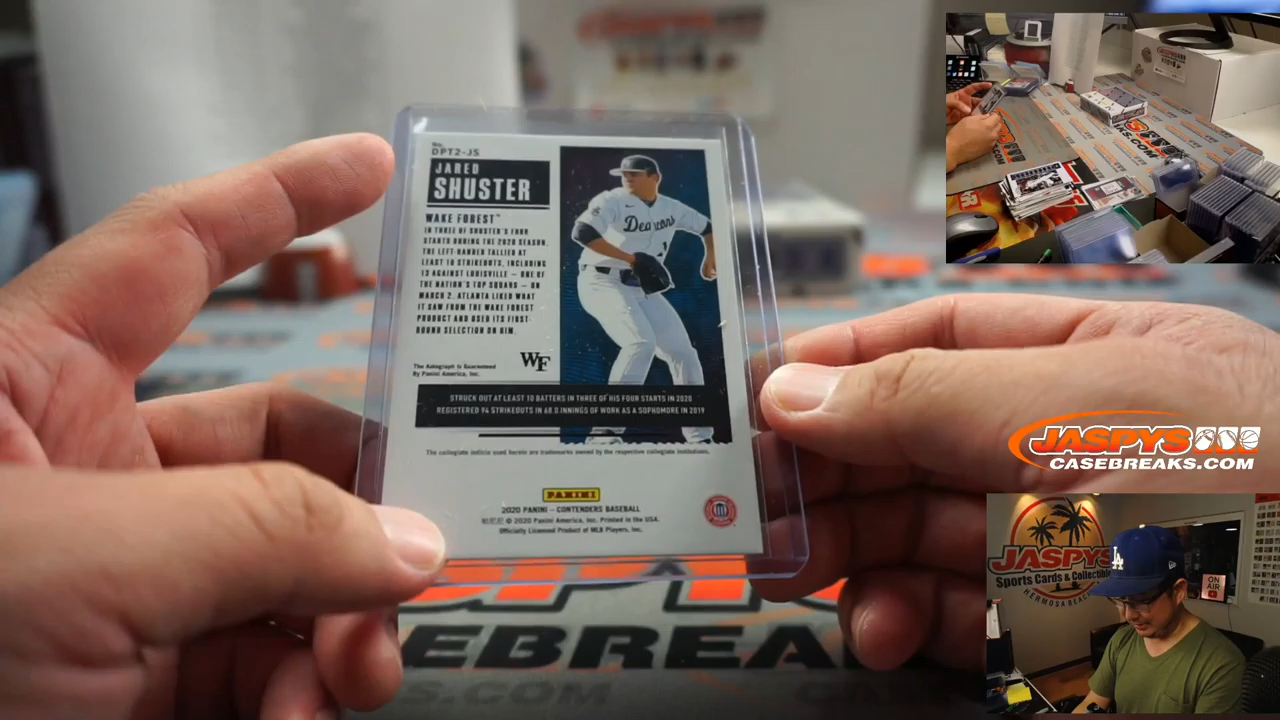 No.
DPT2-JS
JARED
SHUSTER
WAKE FOREST™
IN THREE OF SHUSTER'S FOUR
STARTS DURING THE 2020 SEASON,
THE LEFT-HANDER TALLIED AT
LEAST 10 STRIKEOUTS, INCLUDING
13 AGAINST LOUISVILLE — ONE OF
THE NATION'S TOP SQUADS — ON
MARCH 2. ATLANTA LIKED WHAT
IT SAW FROM THE WAKE FOREST
PRODUCT AND USED ITS FIRST-
ROUND SELECTION ON HIM.
Deacons
1
WF
The Autograph is Guaranteed
By Panini America, Inc.
STRUCK OUT AT LEAST 10 BATTERS IN THREE OF HIS FOUR STARTS IN 2020
REGISTERED 94 STRIKEOUTS IN 68.0 INNINGS OF WORK AS A SOPHOMORE IN 2019
The collegiate indicia used herein are trademarks owned by the respective collegiate institutions.
PANINI
2020 PANINI – CONTENDERS BASEBALL
© 2020 Panini America, Inc. Printed in the USA.
Officially Licensed Product of MLB Players, Inc.
EBREA
S.COM
JASPYS
CASEBREAKS.COM
JASPYS
Sports Cards & Collectible
HERMOSA BEACH
LA
ON
AIR